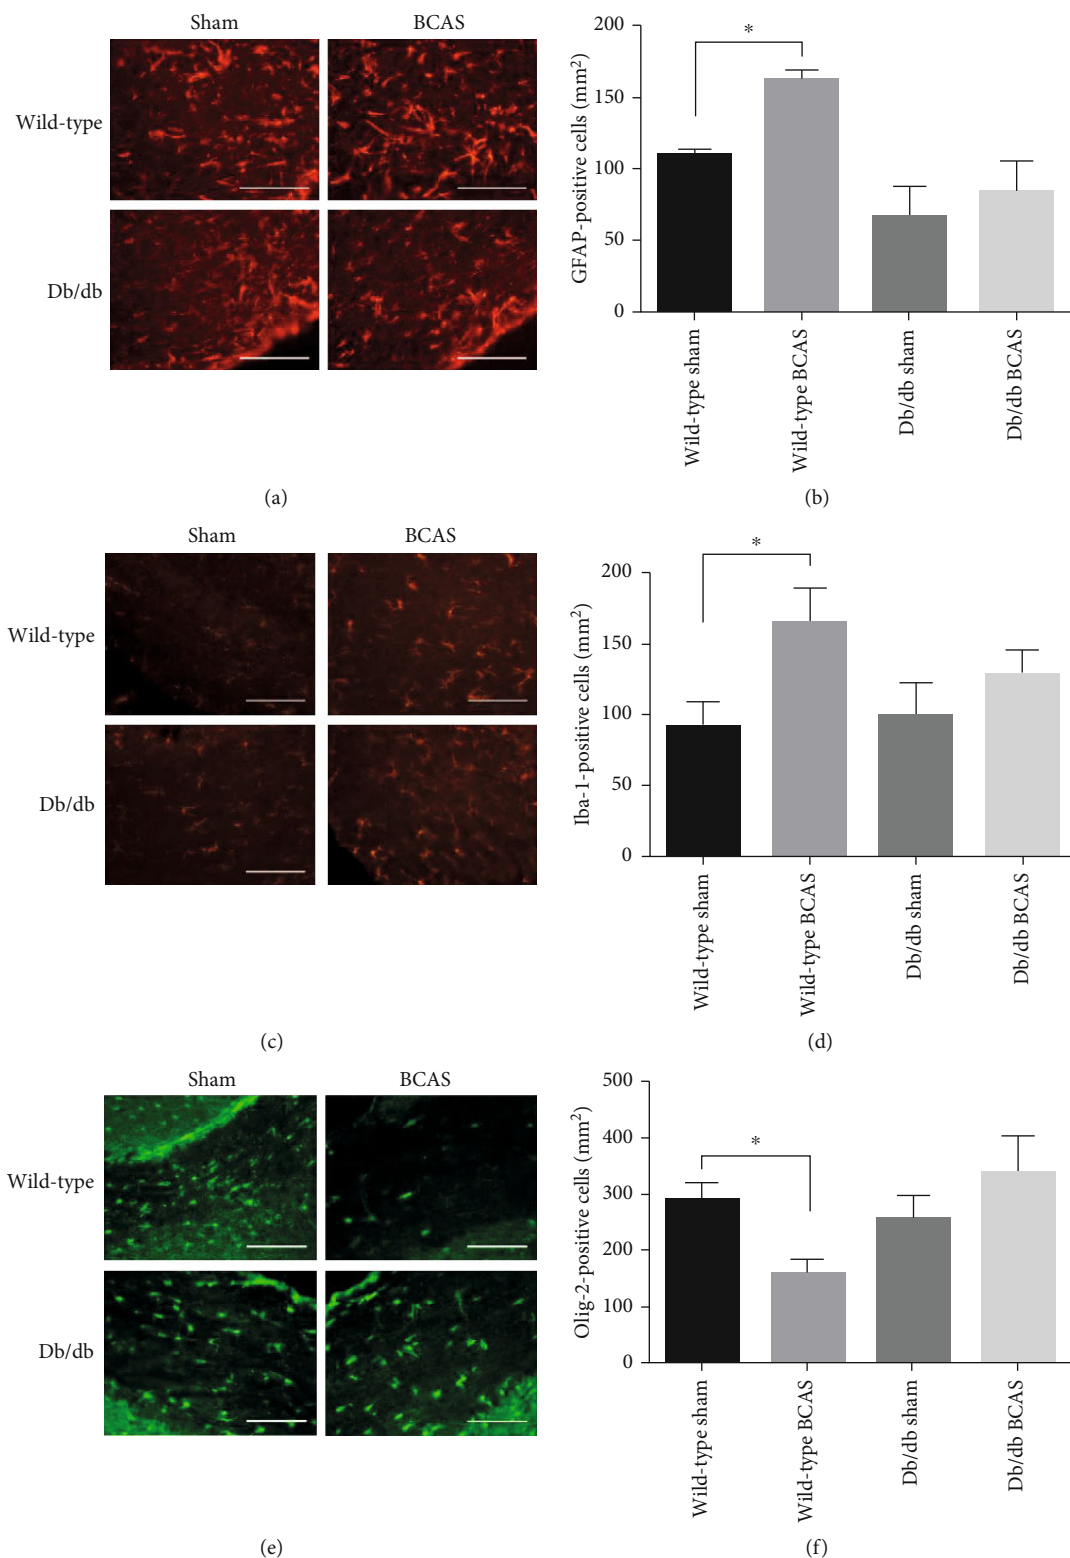 Sham BCAS
Wild-type
Db/db
(a)
GFAP-positive cells (mm²)
200
150
100
50
0
*
Wild-type sham
Wild-type BCAS
Db/db sham
Db/db BCAS
(b)
Sham BCAS
Wild-type
Db/db
(c)
Iba-1-positive cells (mm²)
200
150
100
50
0
*
Wild-type sham
Wild-type BCAS
Db/db sham
Db/db BCAS
(d)
Sham BCAS
Wild-type
Db/db
(e)
Olig-2-positive cells (mm²)
500
400
300
200
100
0
*
Wild-type sham
Wild-type BCAS
Db/db sham
Db/db BCAS
(f)